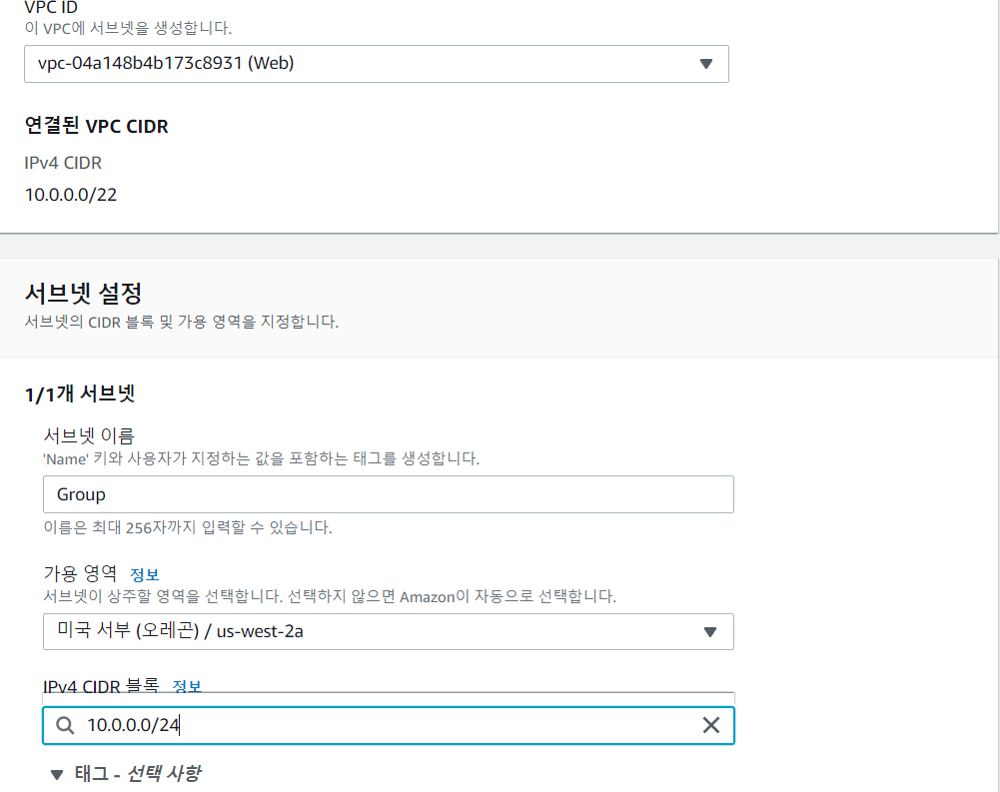 VPC ID
이 VPC에 서브넷을 생성합니다.
vpc-04a148b4b173c8931 (Web)
연결된 VPC CIDR
IPv4 CIDR
10.0.0.0/22
서브넷 설정
서브넷의 CIDR 블록 및 가용 영역을 지정합니다.
1/1개 서브넷
서브넷 이름
'Name' 키와 사용자가 지정하는 값을 포함하는 태그를 생성합니다.
Group
이름은 최대 256자까지 입력할 수 있습니다.
가용 영역 정보
서브넷이 상주할 영역을 선택합니다. 선택하지 않으면 Amazon이 자동으로 선택합니다.
미국 서부 (오레곤) / us-west-2a
IPv4 CIDR 블록 정보
10.0.0.0/24
태그 - 선택 사항